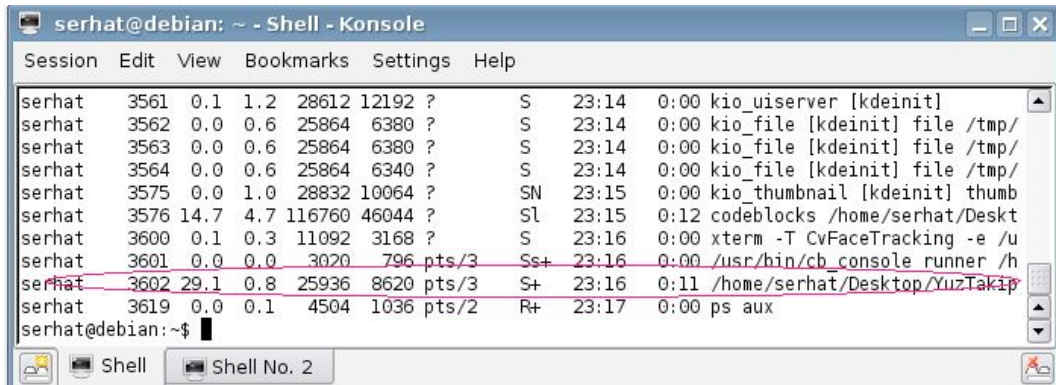 serhat@debian: ~ - Shell - Konsole
Session Edit View Bookmarks Settings Help
serhat 3561 0.1 1.2 28612 12192 ? S 23:14 0:00 kio_uiserver [kdeinit]
serhat 3562 0.0 0.6 25864 6380 ? S 23:14 0:00 kio_file [kdeinit] file /tmp/
serhat 3563 0.0 0.6 25864 6380 ? S 23:14 0:00 kio_file [kdeinit] file /tmp/
serhat 3564 0.0 0.6 25864 6340 ? S 23:14 0:00 kio_file [kdeinit] file /tmp/
serhat 3575 0.0 1.0 28832 10064 ? SN 23:15 0:00 kio_thumbnail [kdeinit] thumb
serhat 3576 14.7 4.7 116760 46044 ? Sl 23:15 0:12 codeblocks /home/serhat/Deskt
serhat 3600 0.1 0.3 11092 3168 ? S 23:16 0:00 xterm -T CvFaceTracking -e /u
serhat 3601 0.0 0.0 3020 796 pts/3 Ss+ 23:16 0:00 /usr/bin/cb_console_runner /h
serhat 3602 29.1 0.8 25936 8620 pts/3 S+ 23:16 0:11 /home/serhat/Desktop/YuzTakip
serhat 3619 0.0 0.1 4504 1036 pts/2 R+ 23:17 0:00 ps aux
serhat@debian:~$
Shell Shell No. 2